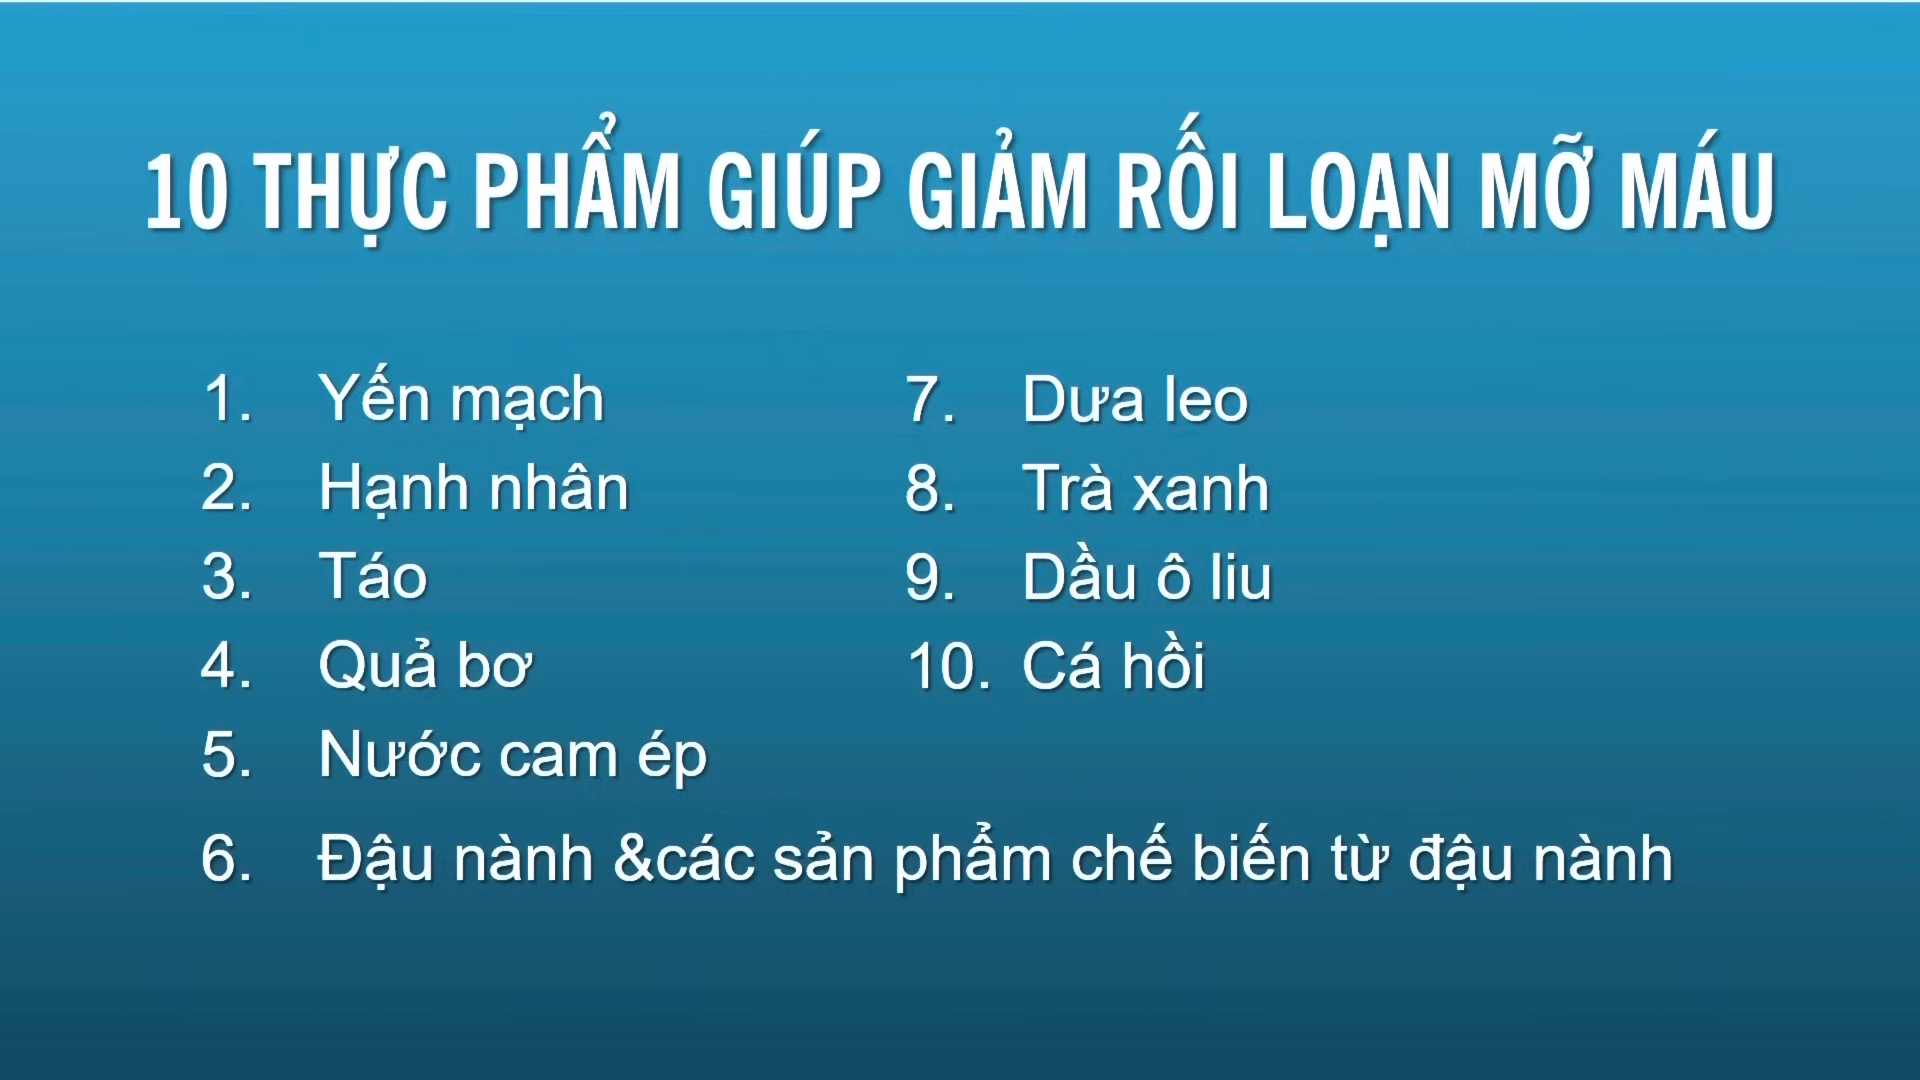 10 THỰC PHẨM GIÚP GIẢM RỐI LOẠN MỠ MÁU
1. Yến mạch
2. Hạnh nhân
3. Táo
4. Quả bơ
5. Nước cam ép
6. Đậu nành &các sản phẩm chế biến từ đậu nành
7. Dưa leo
8. Trà xanh
9. Dầu ô liu
10. Cá hồi